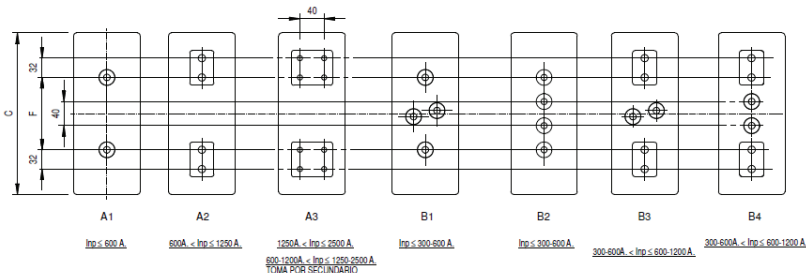 40
32
C
F
40
32
A1
A2
A3
B1
B2
B3
B4
Inp ≤ 600 A.
600A. < Inp ≤ 1250 A.
1250A. < Inp ≤ 2500 A.
600-1200A. < Inp ≤ 1250-2500 A.
TOMA POR SECUNDARIO
Inp ≤ 300-600 A.
Inp ≤ 300-600 A.
300-600A. < Inp ≤ 600-1200 A.
300-600 A. < Inp ≤ 600-1200 A